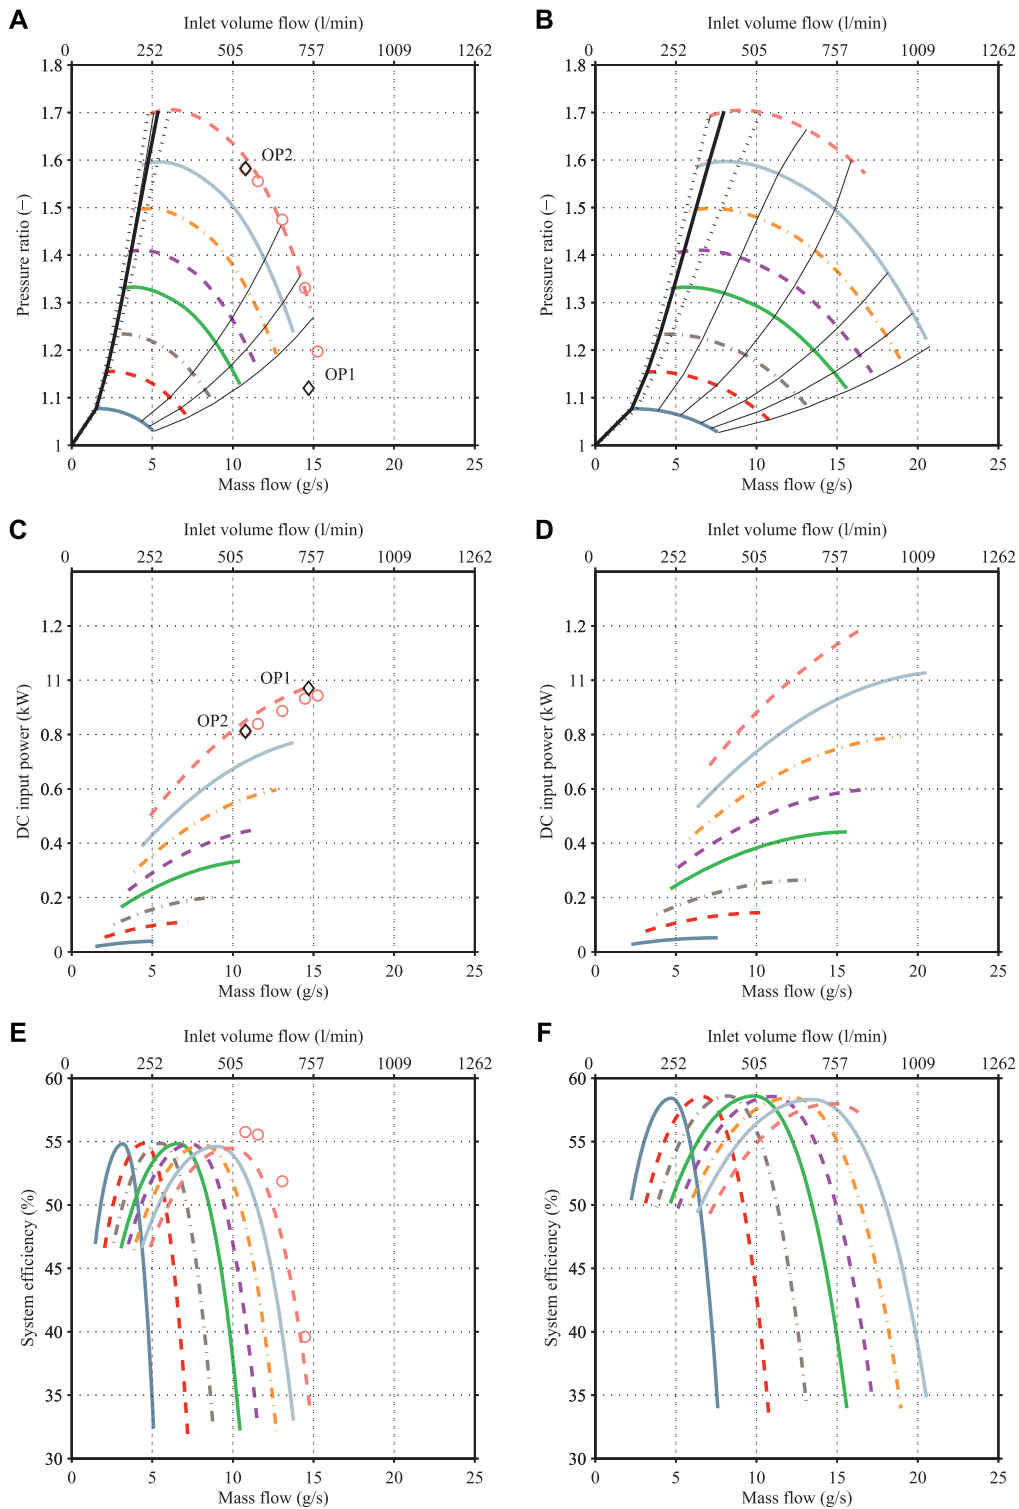 A
Inlet volume flow (l/min)
0 252 505 757 1009 1262
1.8
1.7
1.6
1.5
1.4
1.3
1.2
1.1
1
Pressure ratio (–)
OP2
OP1
0 5 10 15 20 25
Mass flow (g/s)
B
Inlet volume flow (l/min)
0 252 505 757 1009 1262
1.8
1.7
1.6
1.5
1.4
1.3
1.2
1.1
1
Pressure ratio (–)
0 5 10 15 20 25
Mass flow (g/s)
C
Inlet volume flow (l/min)
0 252 505 757 1009 1262
1.2
11
0.8
0.6
0.4
0.2
0
DC input power (kW)
OP1
OP2
0 5 10 15 20 25
Mass flow (g/s)
D
Inlet volume flow (l/min)
0 252 505 757 1009 1262
1.2
11
0.8
0.6
0.4
0.2
0
DC input power (kW)
0 5 10 15 20 25
Mass flow (g/s)
E
Inlet volume flow (l/min)
0 252 505 757 1009 1262
60
55
50
45
40
35
30
System efficiency (%)
0 5 10 15 20 25
Mass flow (g/s)
F
Inlet volume flow (l/min)
0 252 505 757 1009 1262
60
55
50
45
40
35
30
System efficiency (%)
0 5 10 15 20 25
Mass flow (g/s)